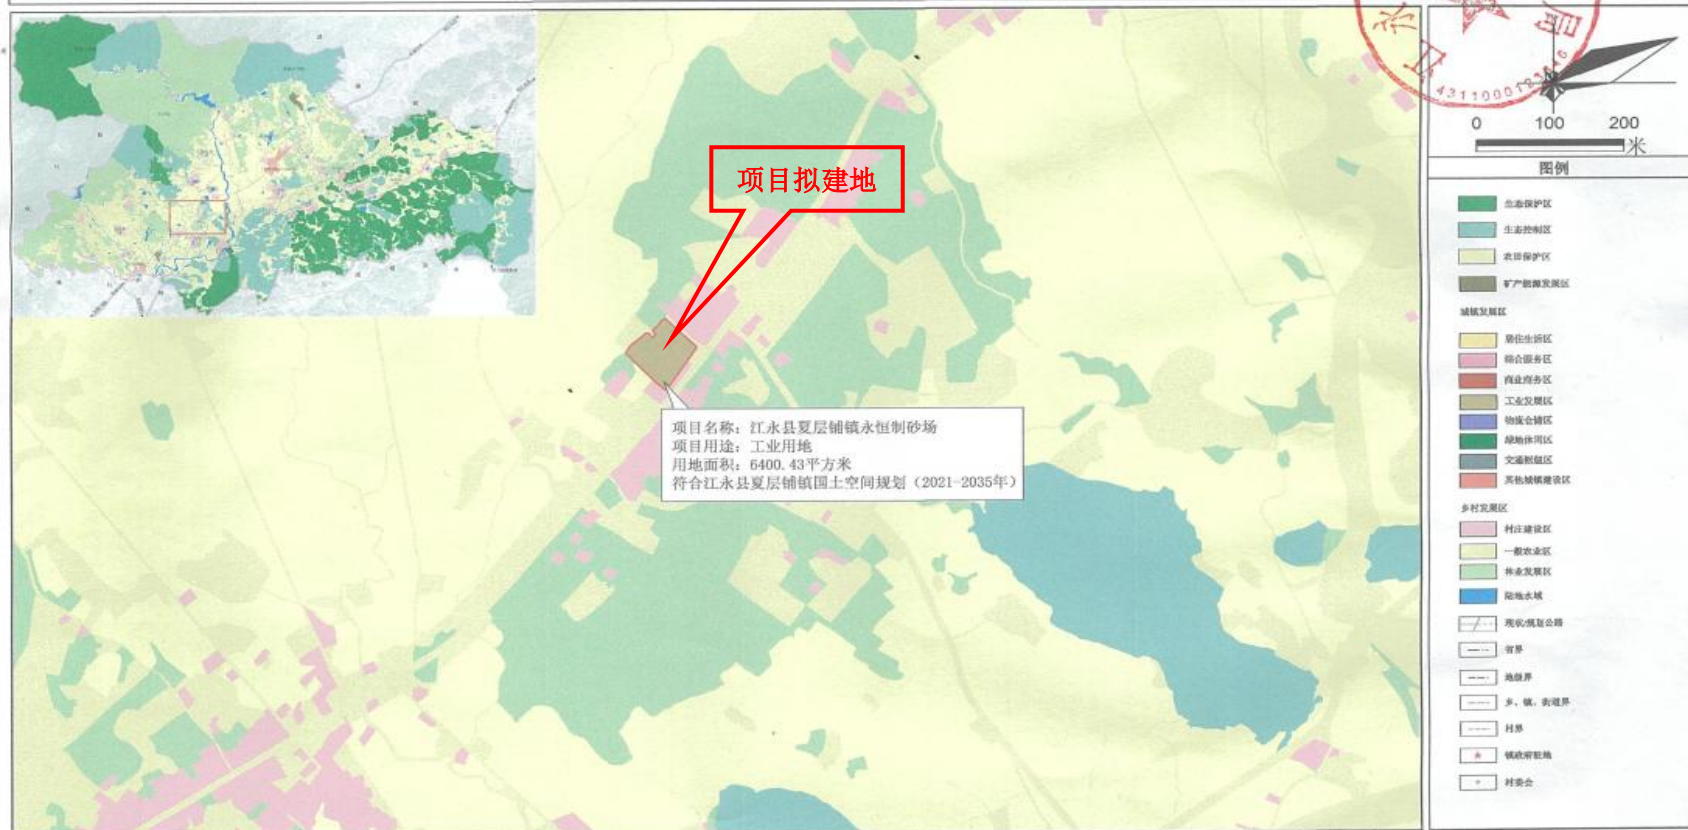 项目拟建地
项目名称：江永县夏层铺镇永恒制砂场
项目用途：工业用地
用地面积：6400.43平方米
符合江永县夏层铺镇国土空间规划（2021-2035年）
0 100 200
米
图例
生态保护区
生态控制区
农田保护区
矿产能源发展区
城镇发展区
居住生活区
综合服务区
商业商务区
工业发展区
物流仓储区
绿地休闲区
交通枢纽区
其他城镇建设区
乡村发展区
村庄建设区
一般农业区
林业发展区
陆地水域
现状/规划公路
省界
地级界
乡、镇、街道界
村界
镇政府驻地
村委会